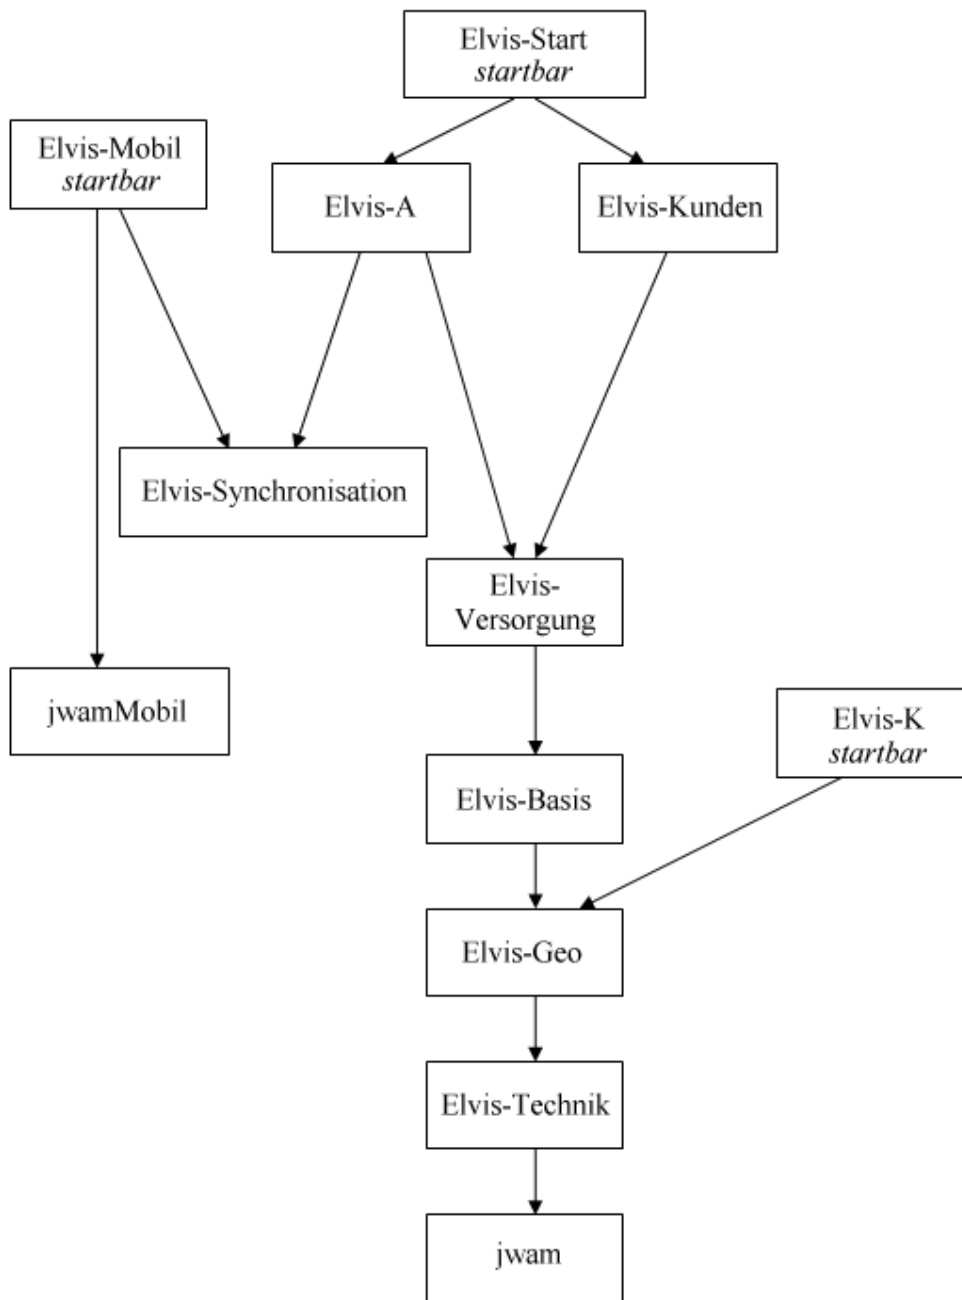 Elvis-Start
startbar
Elvis-Mobil
startbar
Elvis-A
Elvis-Kunden
Elvis-Synchronisation
Elvis-
Versorgung
jwamMobil
Elvis-K
startbar
Elvis-Basis
Elvis-Geo
Elvis-Technik
jwam